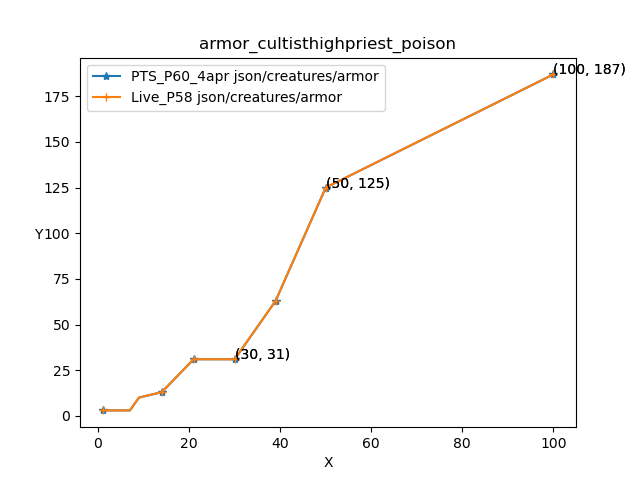 armor_cultisthighpriest_poison
PTS_P60_4apr json/creatures/armor
Live_P58 json/creatures/armor
(100, 187)
175
150
125
(50, 125)
Y
100
75
50
(30, 31)
25
0
0 20 40 60 80 100
X